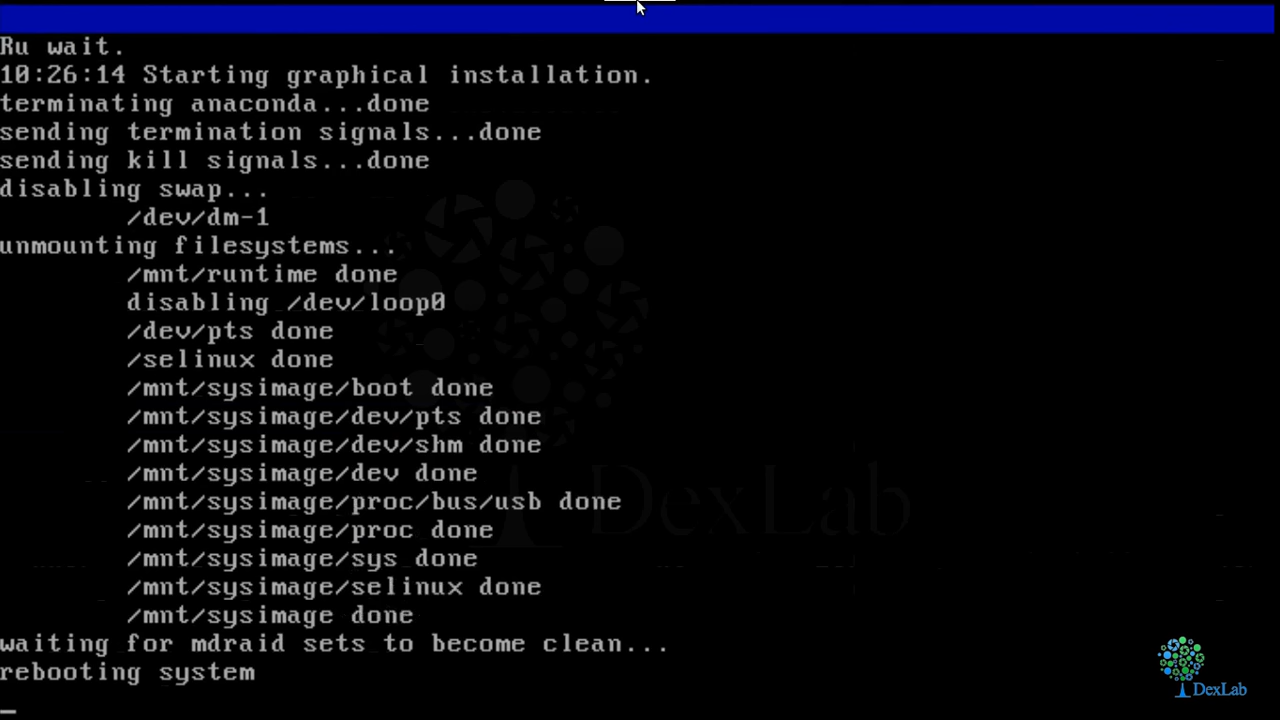 Ru wait.
10:26:14 Starting graphical installation.
terminating anaconda...done
sending termination signals...done
sending kill signals...done
disabling swap...
/dev/dm-1
unmounting filesystems...
/mnt/runtime done
disabling /dev/loop0
/dev/pts done
/selinux done
/mnt/sysimage/boot done
/mnt/sysimage/dev/pts done
/mnt/sysimage/dev/shm done
/mnt/sysimage/dev done
/mnt/sysimage/proc/bus/usb done
/mnt/sysimage/proc done
/mnt/sysimage/sys done
/mnt/sysimage/selinux done
/mnt/sysimage done
waiting for mdraid sets to become clean...
rebooting system
DexLab
DexLab